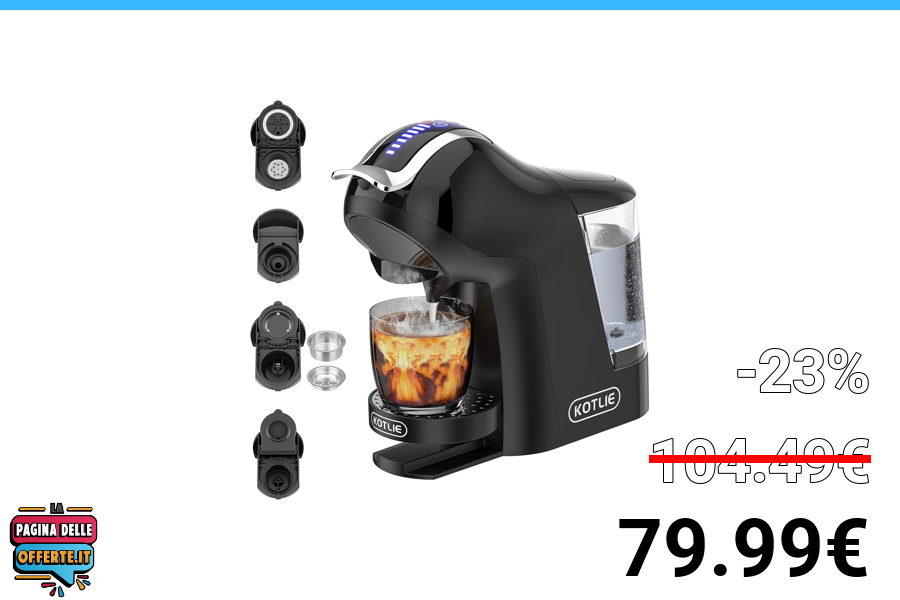 KOTLIE
KOTLIE
-23%
104.49€
79.99€
LA
PAGINA DELLE
OFFERTE.IT